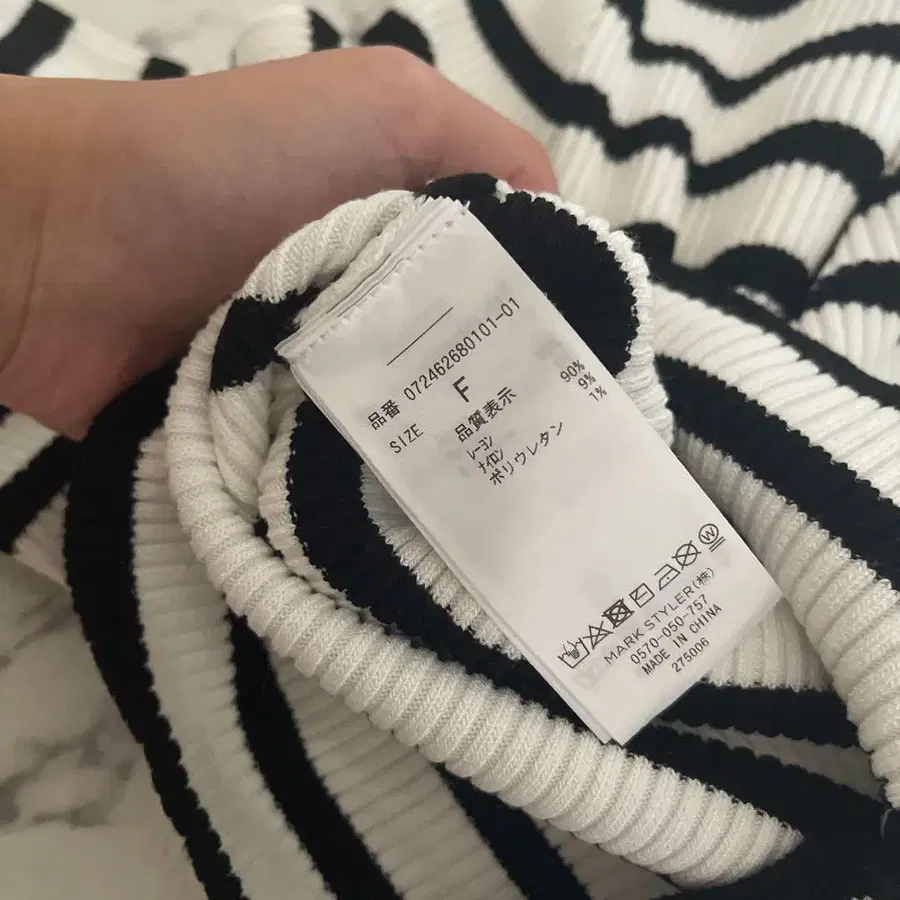 品番 072462680101-01
SIZE F
品質表示
レーヨン 90%
ナイロン 9%
ポリウレタン 1%
MARK STYLER(株)
0570-050-757
MADE IN CHINA
275006